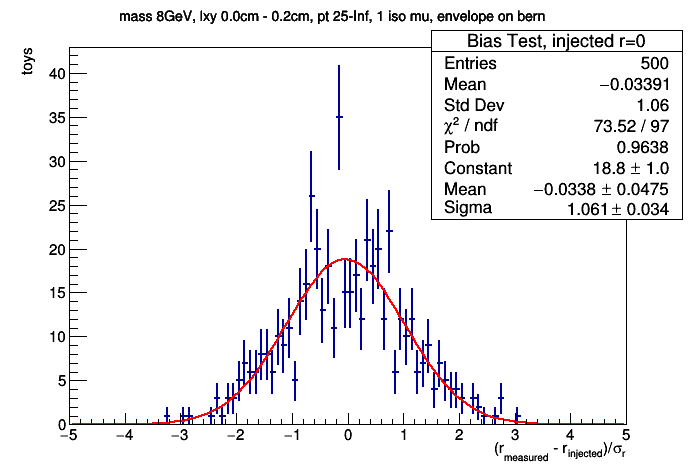 mass 8GeV, lxy 0.0cm - 0.2cm, pt 25-Inf, 1 iso mu, envelope on bern
Bias Test, injected r=0
Entries 500
Mean −0.03391
Std Dev 1.06
χ² / ndf 73.52 / 97
Prob 0.9638
Constant 18.8 ± 1.0
Mean −0.0338 ± 0.0475
Sigma 1.061 ± 0.034
toys
40
35
30
25
20
15
10
5
0
−5 −4 −3 −2 −1 0 1 2 3 4 5
(r_measured - r_injected)/σ_r